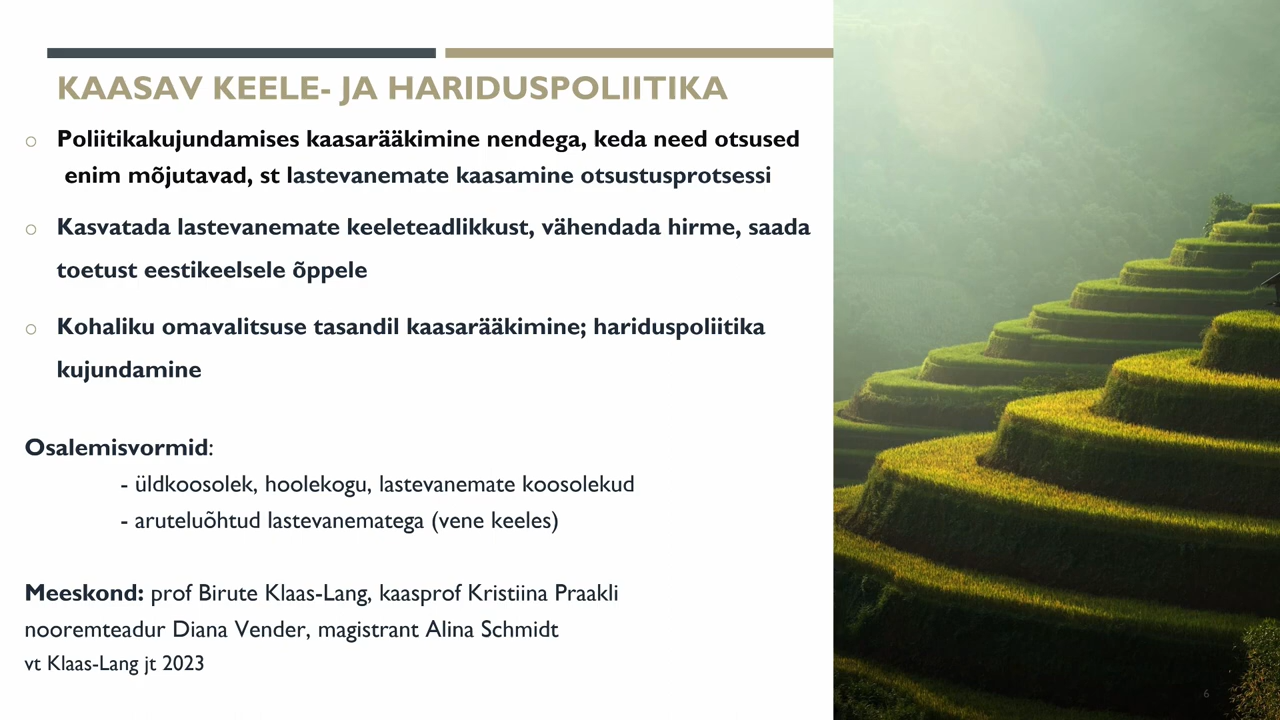 KAASAV KEELE- JA HARIDUSPOLIITIKA
Poliitikakujundamises kaasarääkimine nendega, keda need otsused
enim mõjutavad, st lastevanemate kaasamine otsustusprotsessi
Kasvatada lastevanemate keeleteadlikkust, vähendada hirme, saada
toetust eestikeelsele õppele
Kohaliku omavalitsuse tasandil kaasarääkimine; hariduspoliitika
kujundamine
Osalemisvormid:
- üldkoosolek, hoolekogu, lastevanemate koosolekud
- aruteluõhtud lastevanematega (vene keeles)
Meeskond: prof Birute Klaas-Lang, kaasprof Kristiina Praakli
nooremteadur Diana Vender, magistrant Alina Schmidt
vt Klaas-Lang jt 2023
6